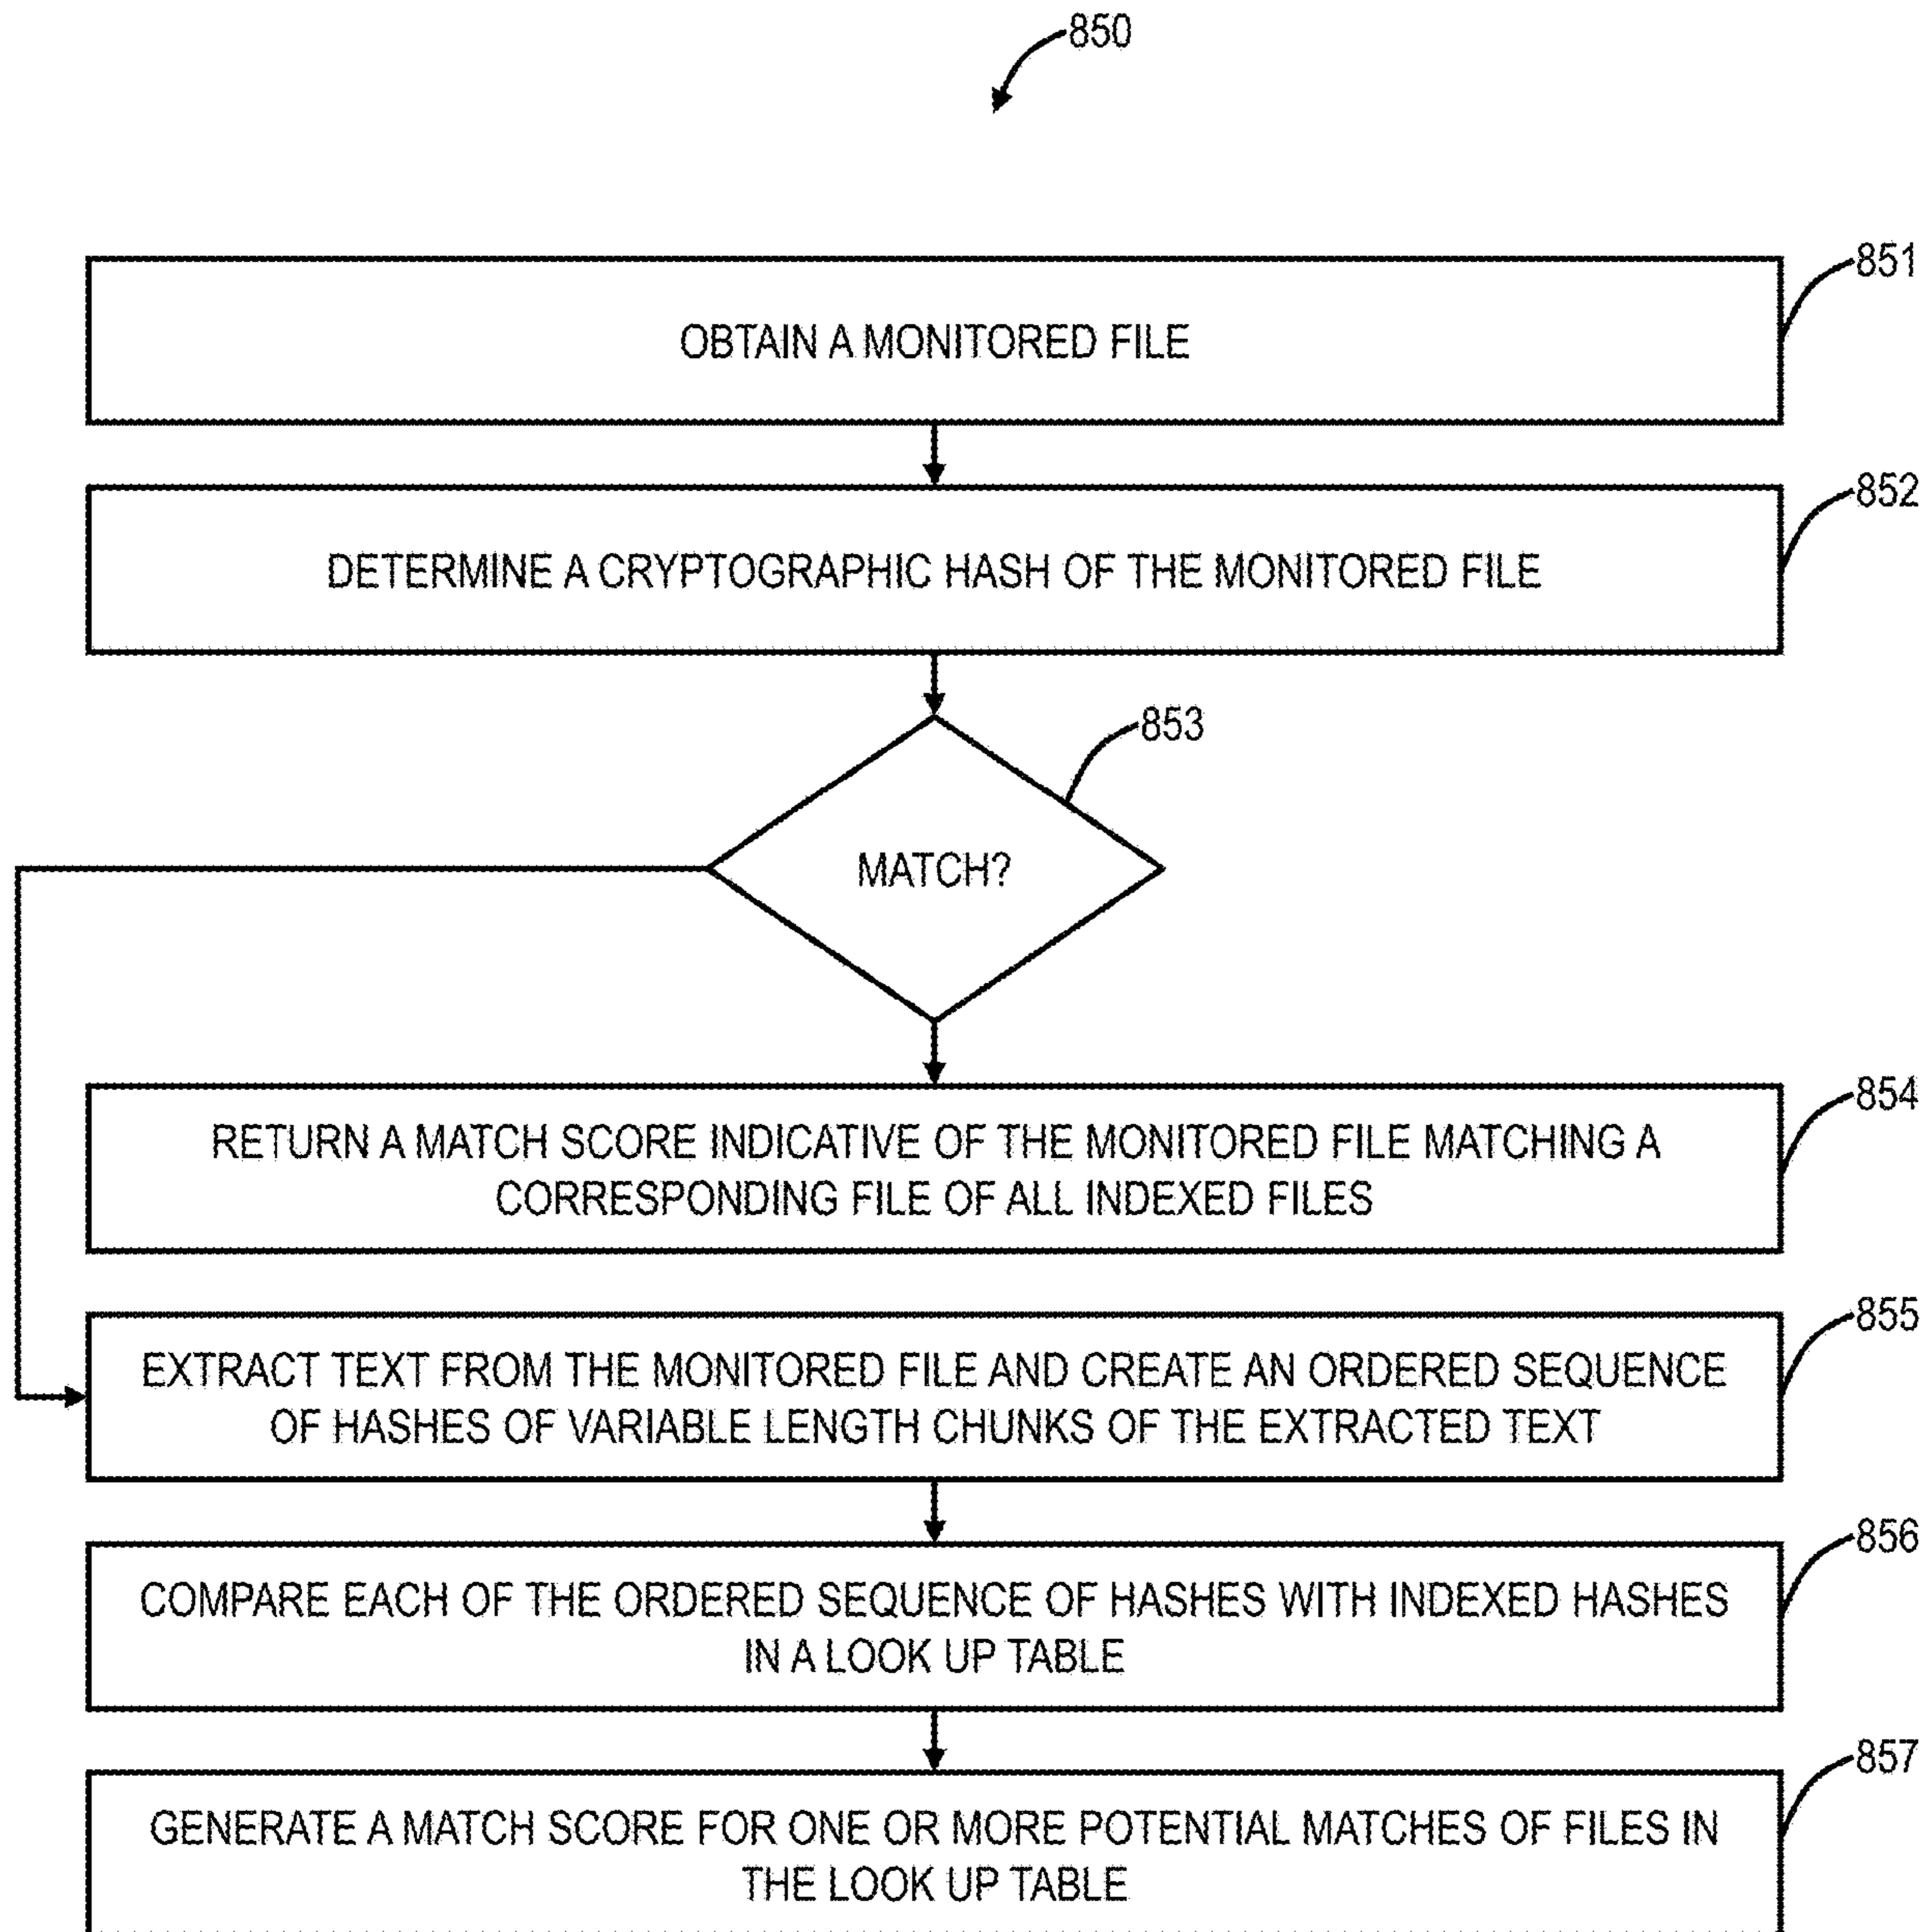 850
851
OBTAIN A MONITORED FILE
852
DETERMINE A CRYPTOGRAPHIC HASH OF THE MONITORED FILE
853
MATCH?
854
RETURN A MATCH SCORE INDICATIVE OF THE MONITORED FILE MATCHING A
CORRESPONDING FILE OF ALL INDEXED FILES
855
EXTRACT TEXT FROM THE MONITORED FILE AND CREATE AN ORDERED SEQUENCE
OF HASHES OF VARIABLE LENGTH CHUNKS OF THE EXTRACTED TEXT
856
COMPARE EACH OF THE ORDERED SEQUENCE OF HASHES WITH INDEXED HASHES
IN A LOOK UP TABLE
857
GENERATE A MATCH SCORE FOR ONE OR MORE POTENTIAL MATCHES OF FILES IN
THE LOOK UP TABLE